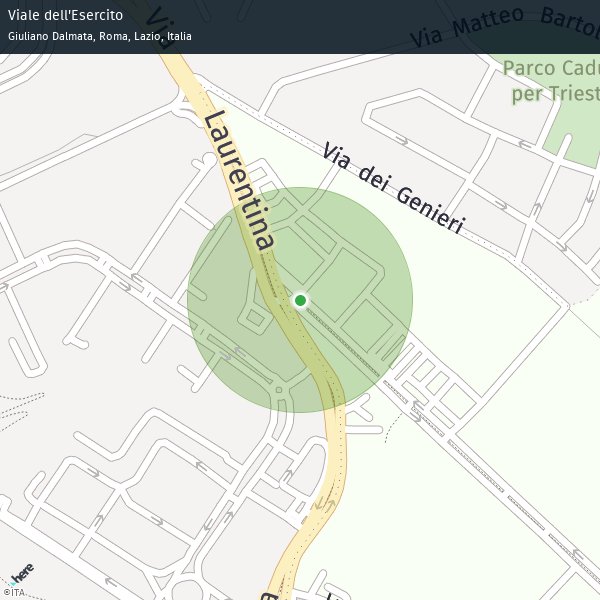 Viale dell'Esercito
Giuliano Dalmata, Roma, Lazio, Italia
Via
Via Matteo Bartol
Parco Cadu
per Triest
Laurentina
Via dei Genieri
here
©ITA